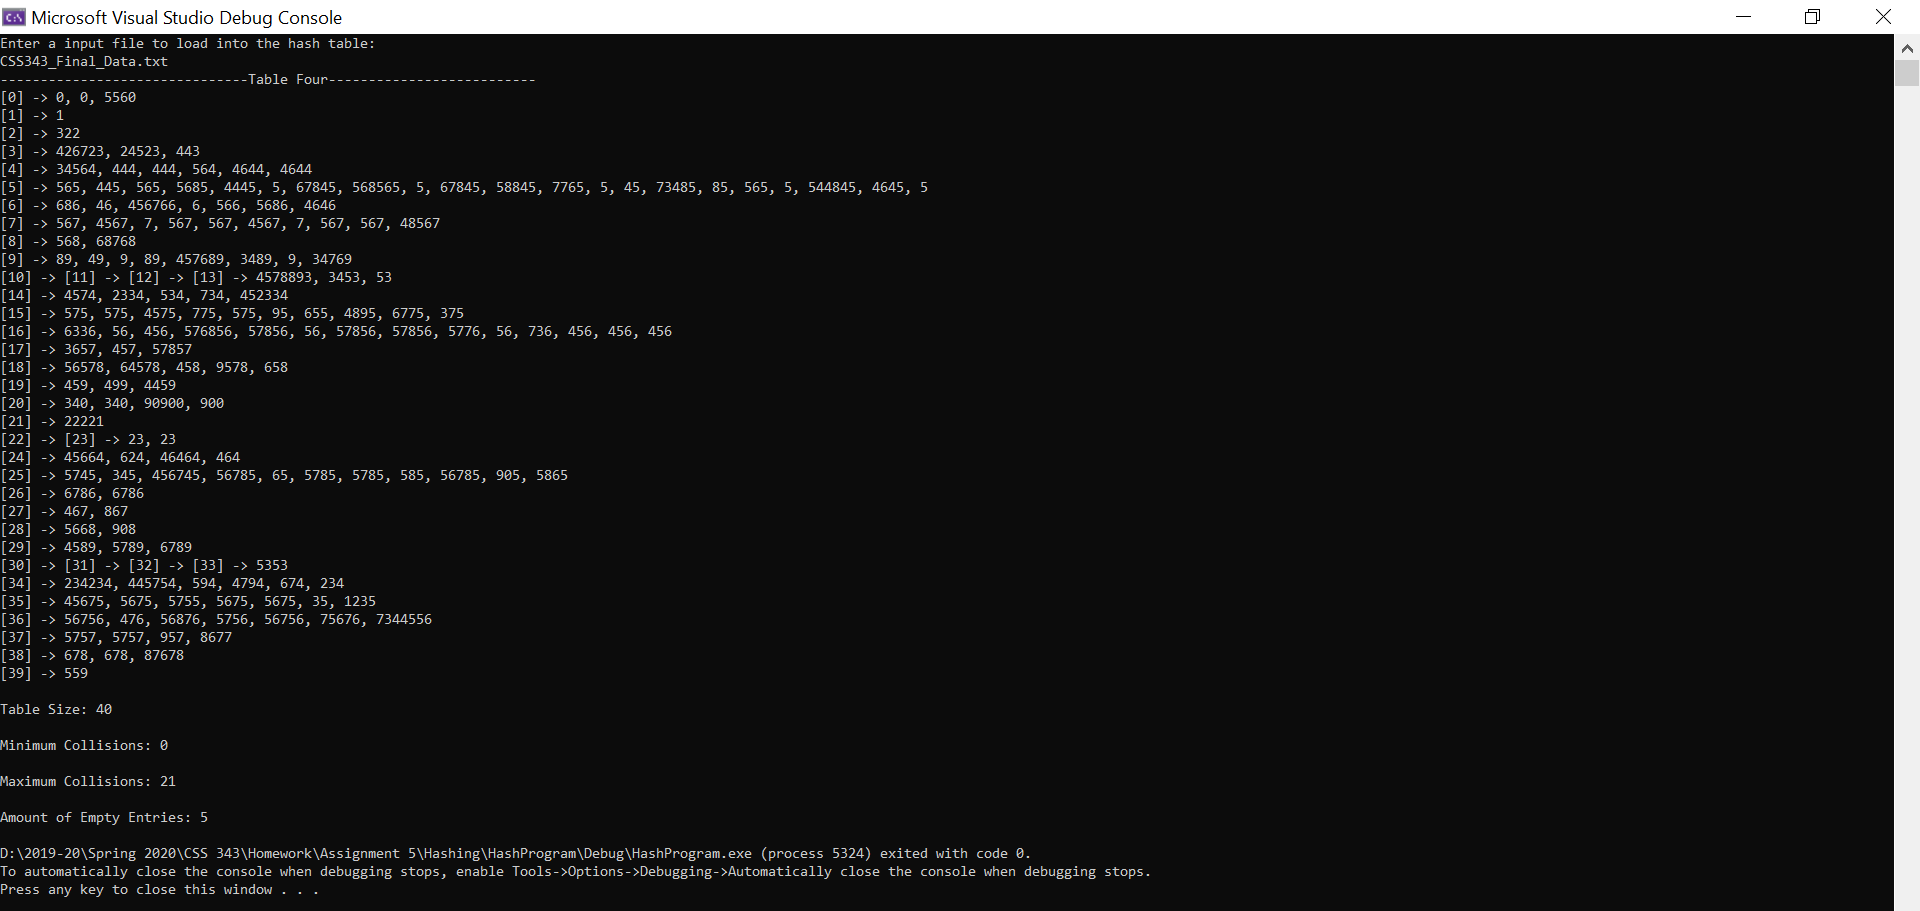 Microsoft Visual Studio Debug Console
Enter a input file to load into the hash table:
CSS343_Final_Data.txt
-------------------------------Table Four--------------------------
[0] -> 0, 0, 5560
[1] -> 1
[2] -> 322
[3] -> 426723, 24523, 443
[4] -> 34564, 444, 444, 564, 4644, 4644
[5] -> 565, 445, 565, 5685, 4445, 5, 67845, 568565, 5, 67845, 58845, 7765, 5, 45, 73485, 85, 565, 5, 544845, 4645, 5
[6] -> 686, 46, 456766, 6, 566, 5686, 4646
[7] -> 567, 4567, 7, 567, 567, 4567, 7, 567, 567, 48567
[8] -> 568, 68768
[9] -> 89, 49, 9, 89, 457689, 3489, 9, 34769
[10] -> [11] -> [12] -> [13] -> 4578893, 3453, 53
[14] -> 4574, 2334, 534, 734, 452334
[15] -> 575, 575, 4575, 775, 575, 95, 655, 4895, 6775, 375
[16] -> 6336, 56, 456, 576856, 57856, 56, 57856, 57856, 5776, 56, 736, 456, 456, 456
[17] -> 3657, 457, 57857
[18] -> 56578, 64578, 458, 9578, 658
[19] -> 459, 499, 4459
[20] -> 340, 340, 90900, 900
[21] -> 22221
[22] -> [23] -> 23, 23
[24] -> 45664, 624, 46464, 464
[25] -> 5745, 345, 456745, 56785, 65, 5785, 5785, 585, 56785, 905, 5865
[26] -> 6786, 6786
[27] -> 467, 867
[28] -> 5668, 908
[29] -> 4589, 5789, 6789
[30] -> [31] -> [32] -> [33] -> 5353
[34] -> 234234, 445754, 594, 4794, 674, 234
[35] -> 45675, 5675, 5755, 5675, 5675, 35, 1235
[36] -> 56756, 476, 56876, 5756, 56756, 75676, 7344556
[37] -> 5757, 5757, 957, 8677
[38] -> 678, 678, 87678
[39] -> 559
Table Size: 40
Minimum Collisions: 0
Maximum Collisions: 21
Amount of Empty Entries: 5
D:\2019-20\Spring 2020\CSS 343\Homework\Assignment 5\Hashing\HashProgram\Debug\HashProgram.exe (process 5324) exited with code 0.
To automatically close the console when debugging stops, enable Tools->Options->Debugging->Automatically close the console when debugging stops.
Press any key to close this window . . .